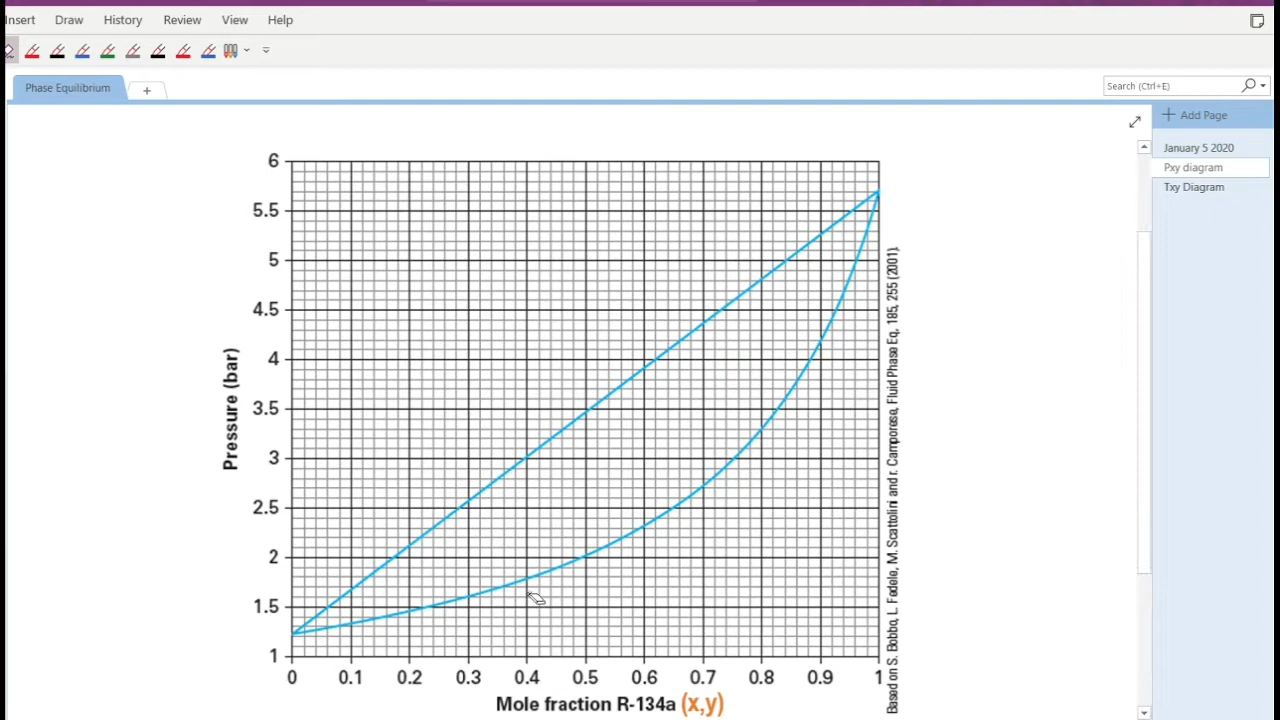 Insert Draw History Review View Help
Phase Equilibrium +
Search (Ctrl+E)
Add Page
January 5 2020
Pxy diagram
Txy Diagram
6
5.5
5
4.5
4
3.5
3
2.5
2
1.5
1
Pressure (bar)
0 0.1 0.2 0.3 0.4 0.5 0.6 0.7 0.8 0.9 1
Mole fraction R-134a (x,y)
Based on S. Bobbo, L. Fedele, M. Scattolini and r. Camporese, Fluid Phase Eq, 185, 255 (2001).